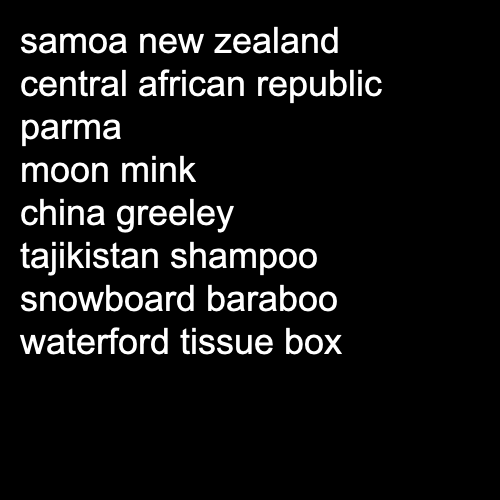 samoa new zealand
central african republic
parma
moon mink
china greeley
tajikistan shampoo
snowboard baraboo
waterford tissue box